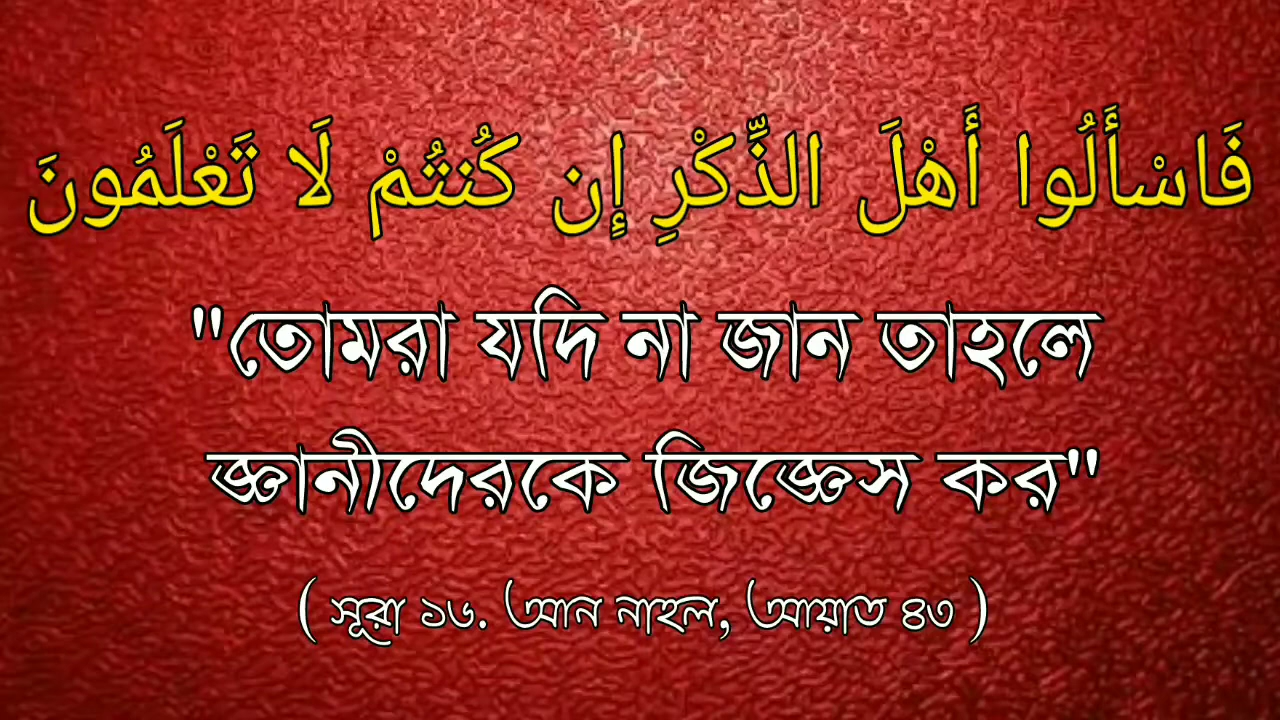 فَاسْأَلُوا أَهْلَ الذِّكْرِ إِن كُنتُمْ لَا تَعْلَمُونَ
"তোমরা যদি না জান তাহলে
জ্ঞানীদেরকে জিজ্ঞেস কর"
( সূরা ১৬. আন নাহল, আয়াত ৪৩ )